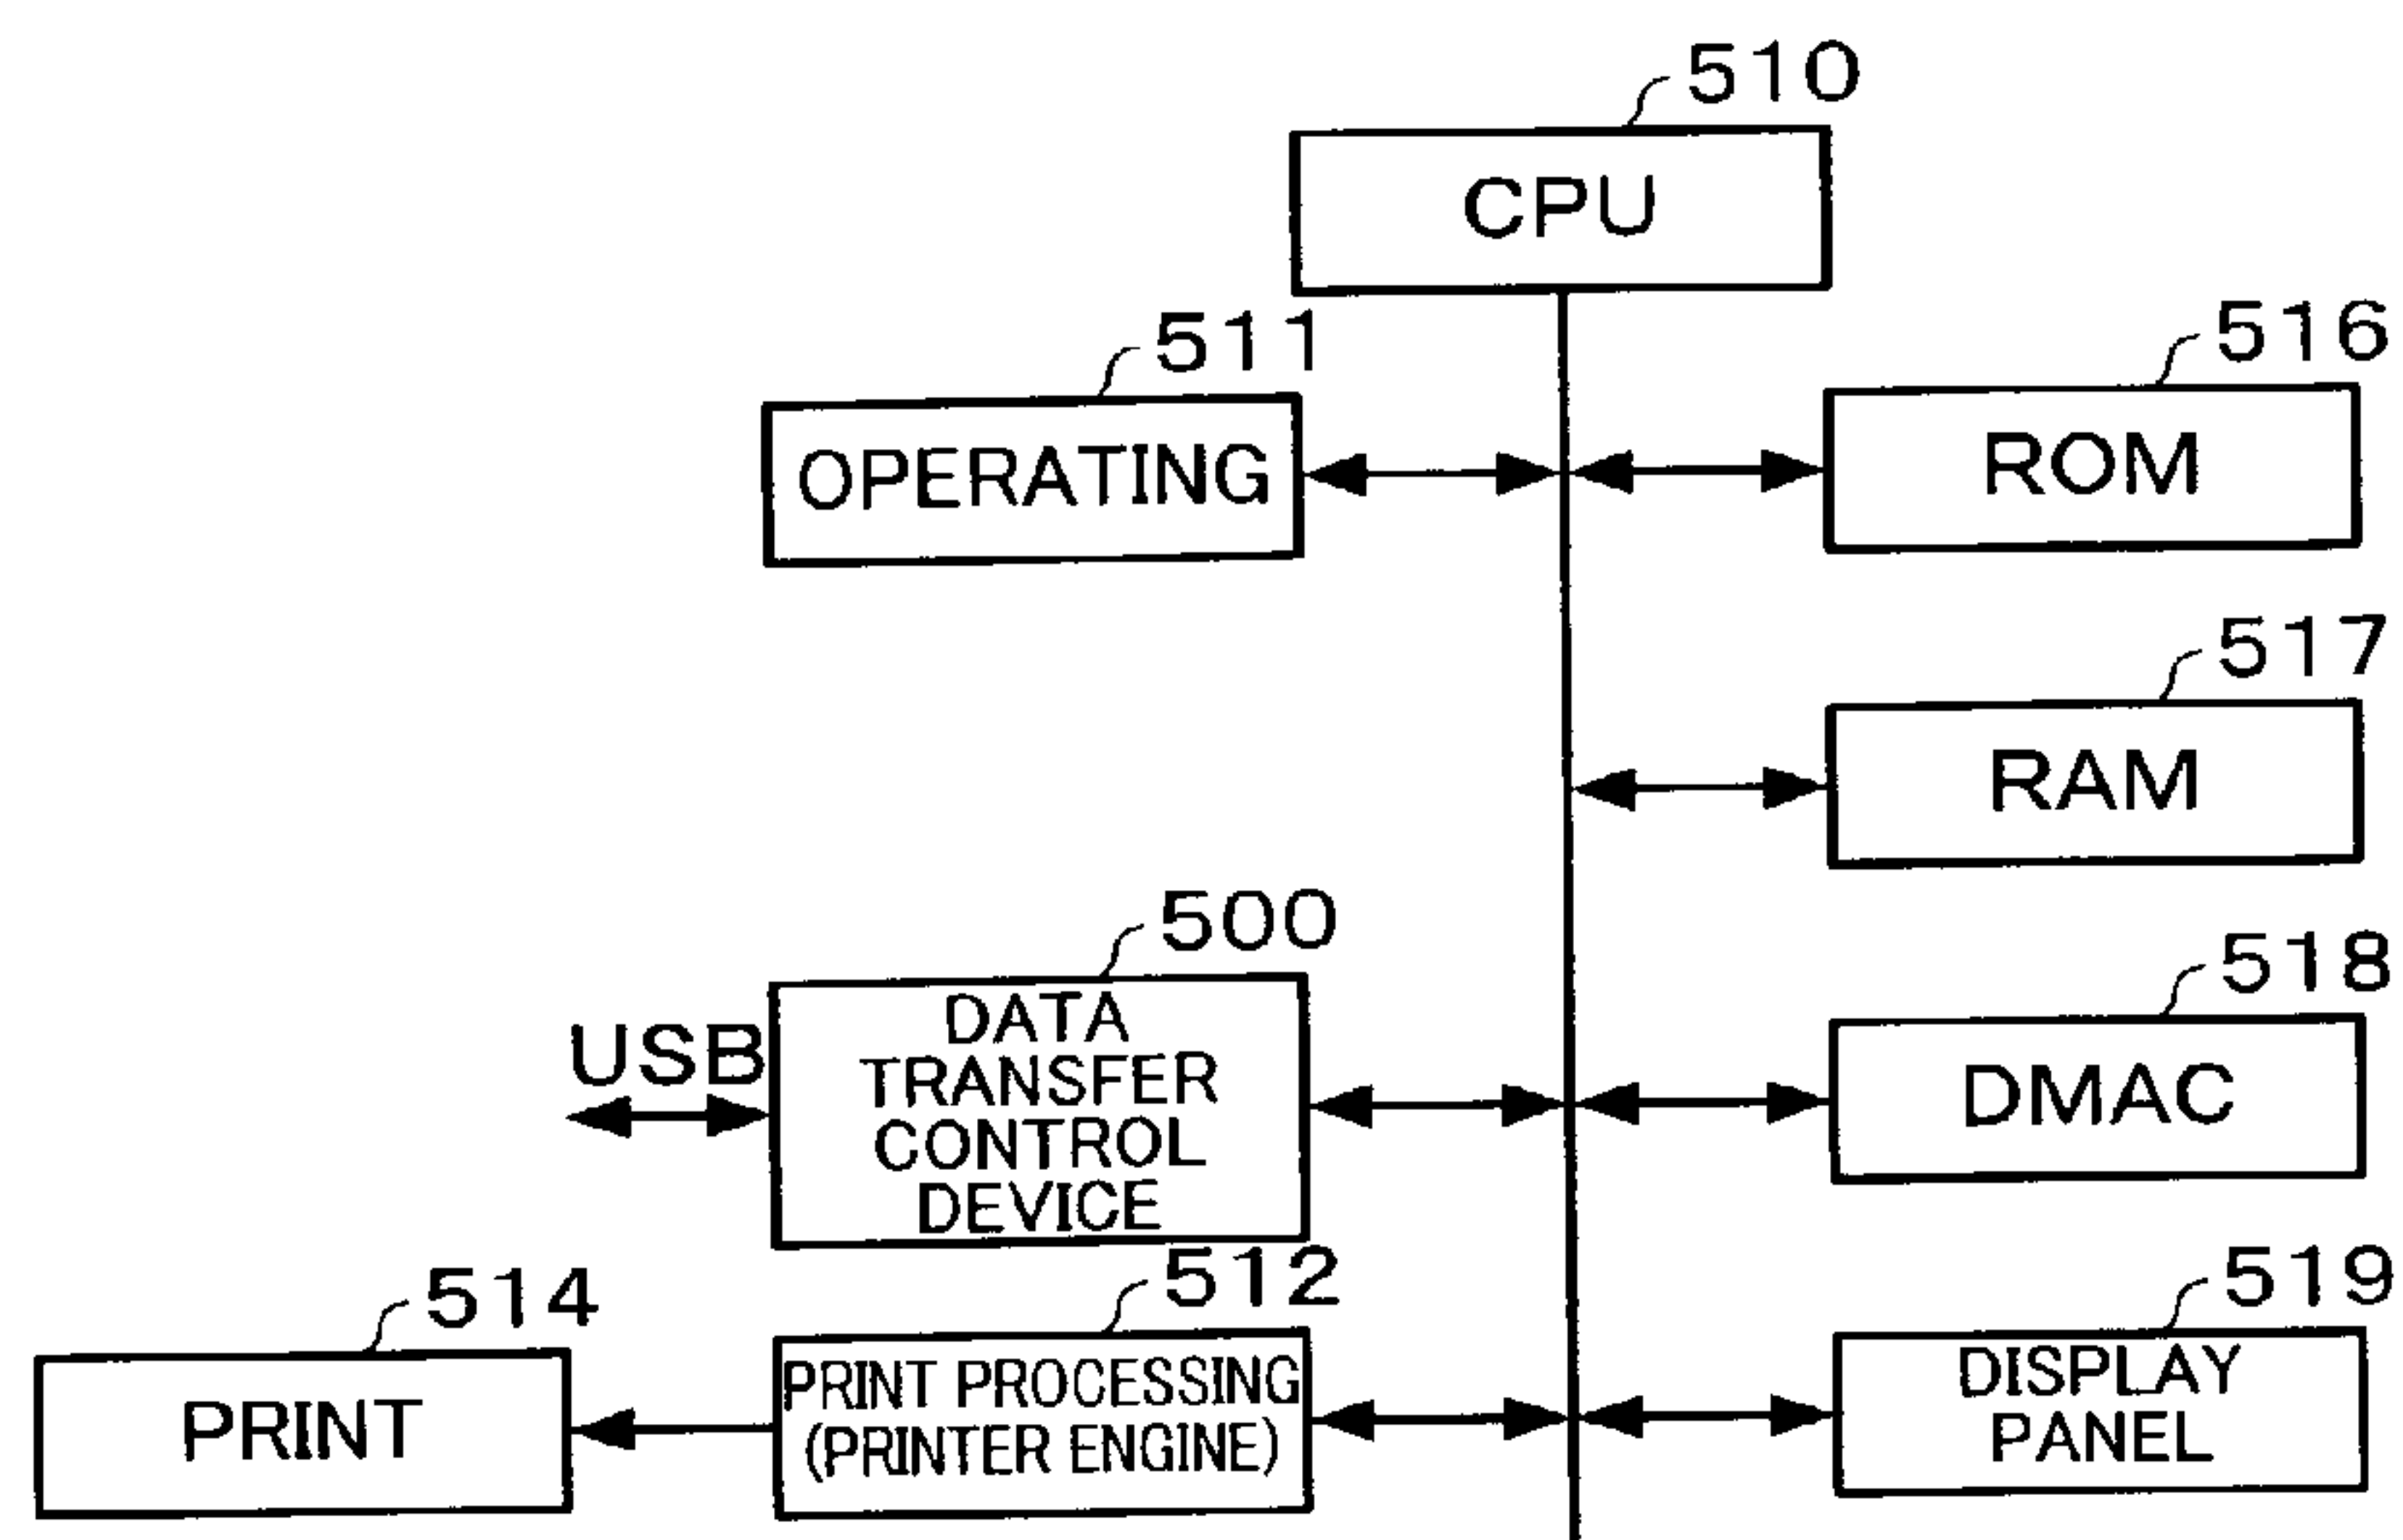 510
CPU
511
OPERATING
516
ROM
517
RAM
500
DATA
TRANSFER
CONTROL
DEVICE
USB
518
DMAC
514
PRINT
512
PRINT PROCESSING
(PRINTER ENGINE)
519
DISPLAY
PANEL